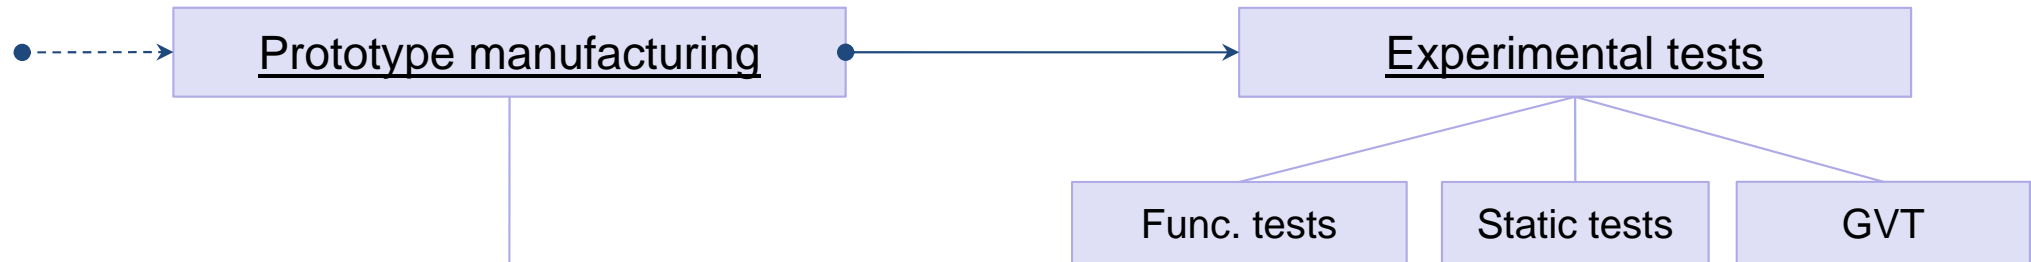 Prototype manufacturing
Experimental tests
Func. tests
Static tests
GVT